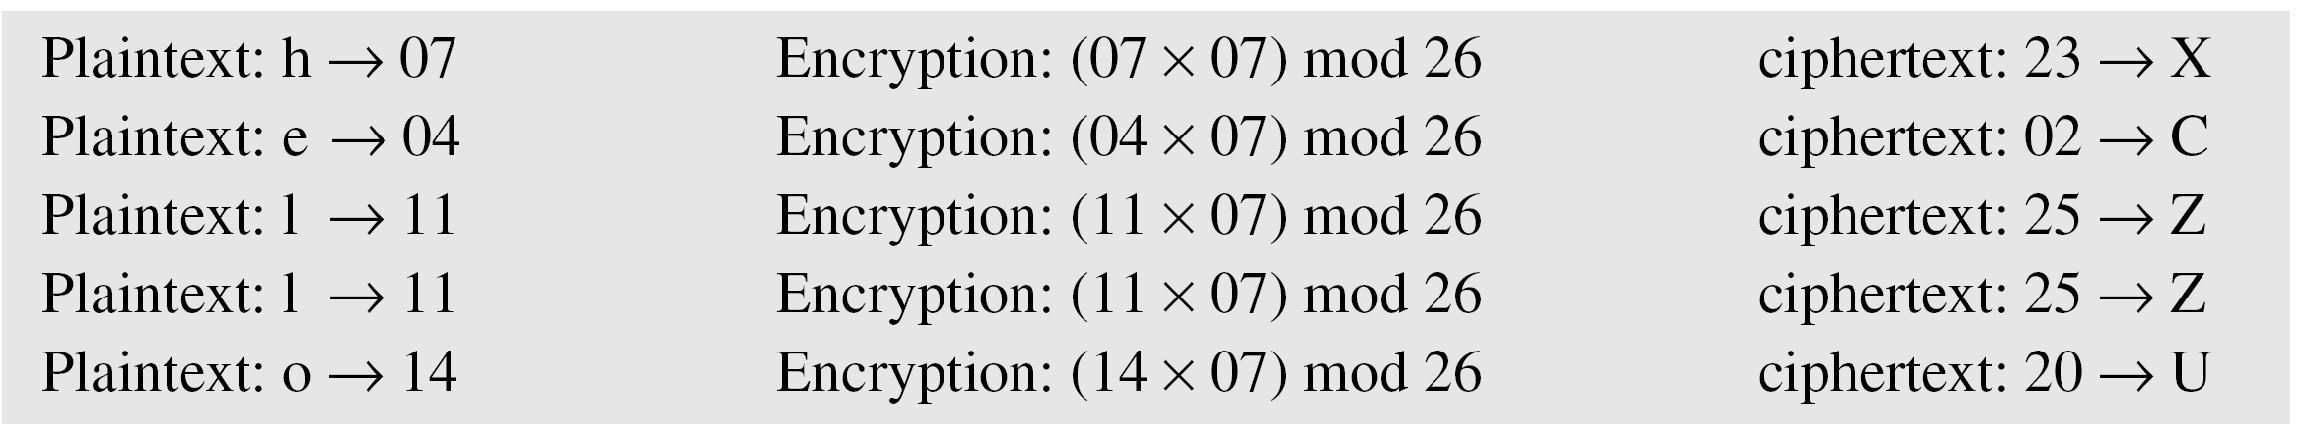 Plaintext: h → 07 Encryption: (07 × 07) mod 26 ciphertext: 23 → X
Plaintext: e → 04 Encryption: (04 × 07) mod 26 ciphertext: 02 → C
Plaintext: l → 11 Encryption: (11 × 07) mod 26 ciphertext: 25 → Z
Plaintext: l → 11 Encryption: (11 × 07) mod 26 ciphertext: 25 → Z
Plaintext: o → 14 Encryption: (14 × 07) mod 26 ciphertext: 20 → U